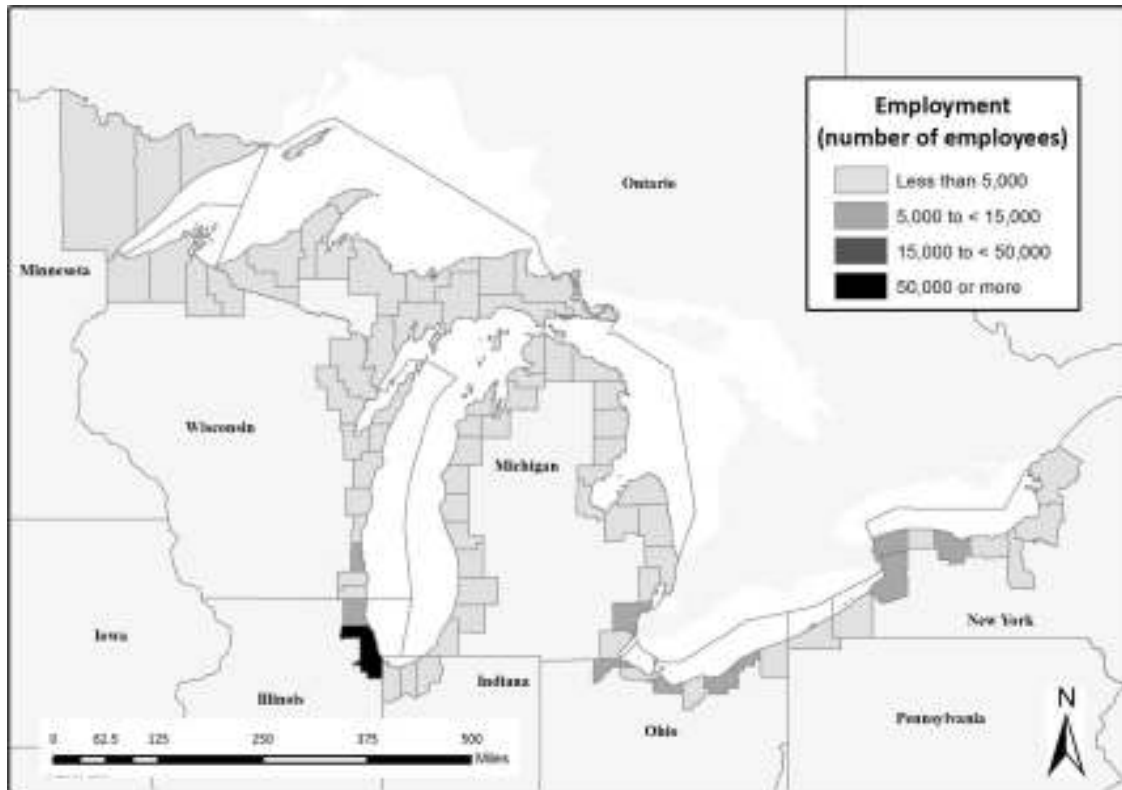 Employment
(number of employees)
Less than 5,000
5,000 to < 15,000
15,000 to < 50,000
50,000 or more
Ontario
Minnesota
Wisconsin
Michigan
Iowa
New York
Illinois
Indiana
Ohio
Pennsylvania
N
0 62.5 125 250 375 500
Miles